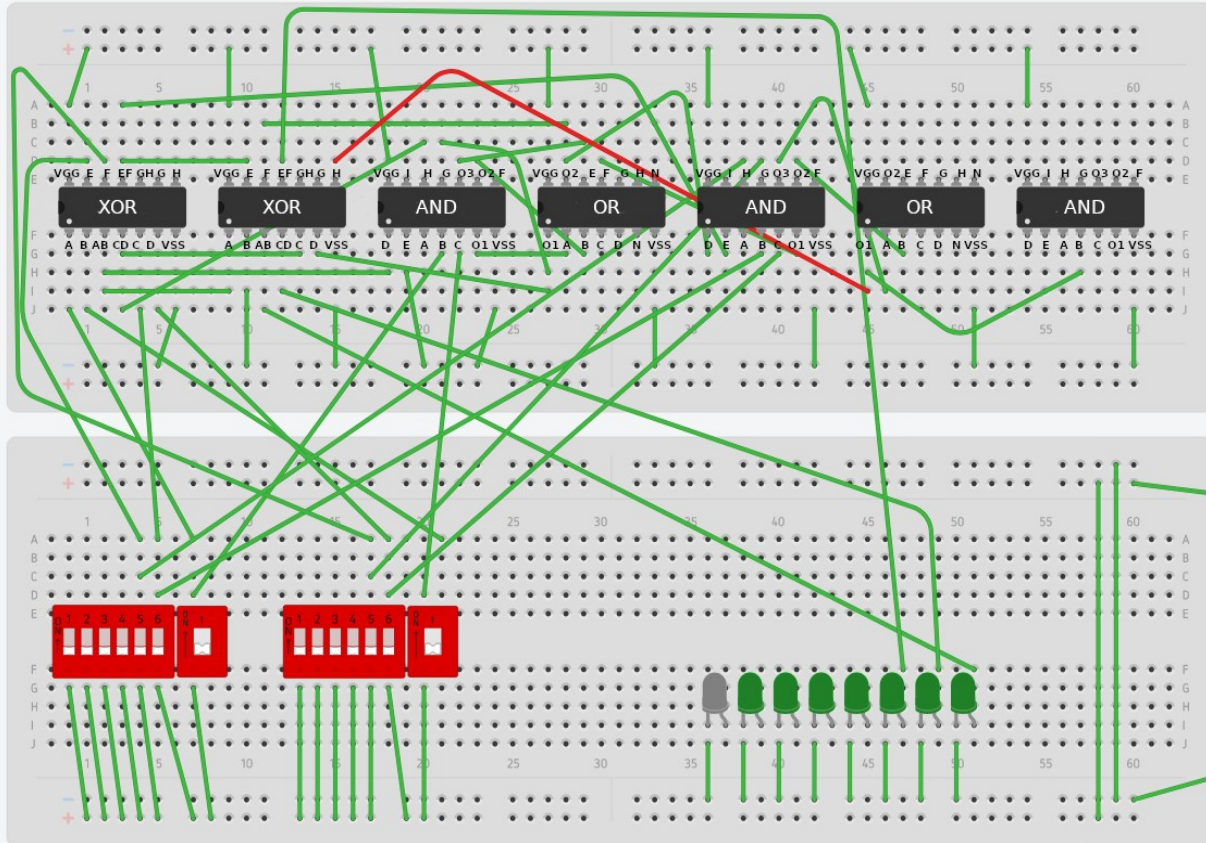 − −
+ +
1 5 10 15 20 25 30 35 40 45 50 55 60
A A
B B
C C
D D
VGG E F EF GH G H VGG E F EF GH G H VGG I H G O3 O2 F VGG O2 E F G H N VGG I H G O3 O2 F VGG O2 E F G H N VGG I H G O3 O2 F
E E
XOR XOR AND OR AND OR AND
F F
A B AB CD C D VSS A B AB CD C D VSS D E A B C O1 VSS O1 A B C D N VSS D E A B C O1 VSS O1 A B C D N VSS D E A B C O1 VSS
G G
H H
I I
J J
5 10 15 20 25 30 35 40 45 50 55 60
−
+
−
+
1 5 10 15 20 25 30 35 40 45 50 55 60
A A
B B
C C
D D
E E
ON 1 2 3 4 5 6 ON 1 ON 1 2 3 4 5 6 ON 1
F F
G G
H H
I I
J J
1 5 10 15 20 25 30 35 40 45 50 55 60
−
+